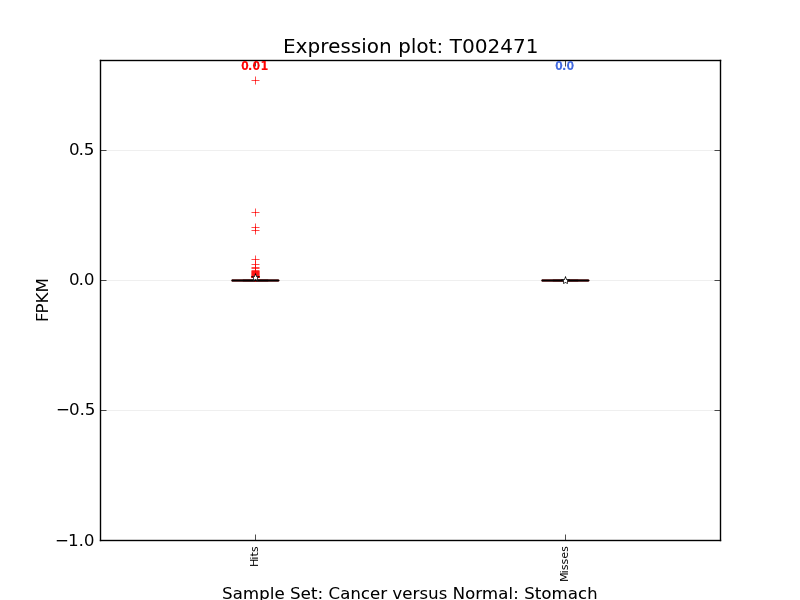 Expression plot: T002471
0.01
0.0
0.5
0.0
−0.5
−1.0
FPKM
Hits
Misses
Sample Set: Cancer versus Normal: Stomach